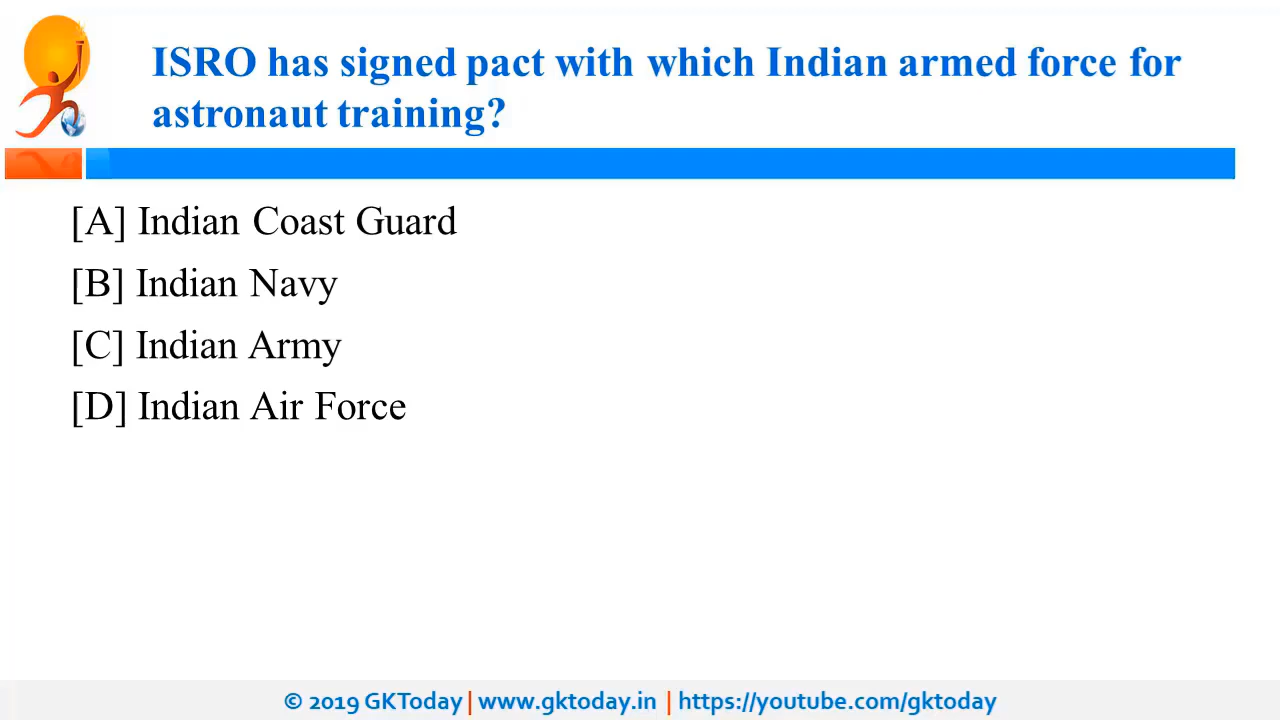 ISRO has signed pact with which Indian armed force for
astronaut training?
[A] Indian Coast Guard
[B] Indian Navy
[C] Indian Army
[D] Indian Air Force
© 2019 GKToday | www.gktoday.in | https://youtube.com/gktoday